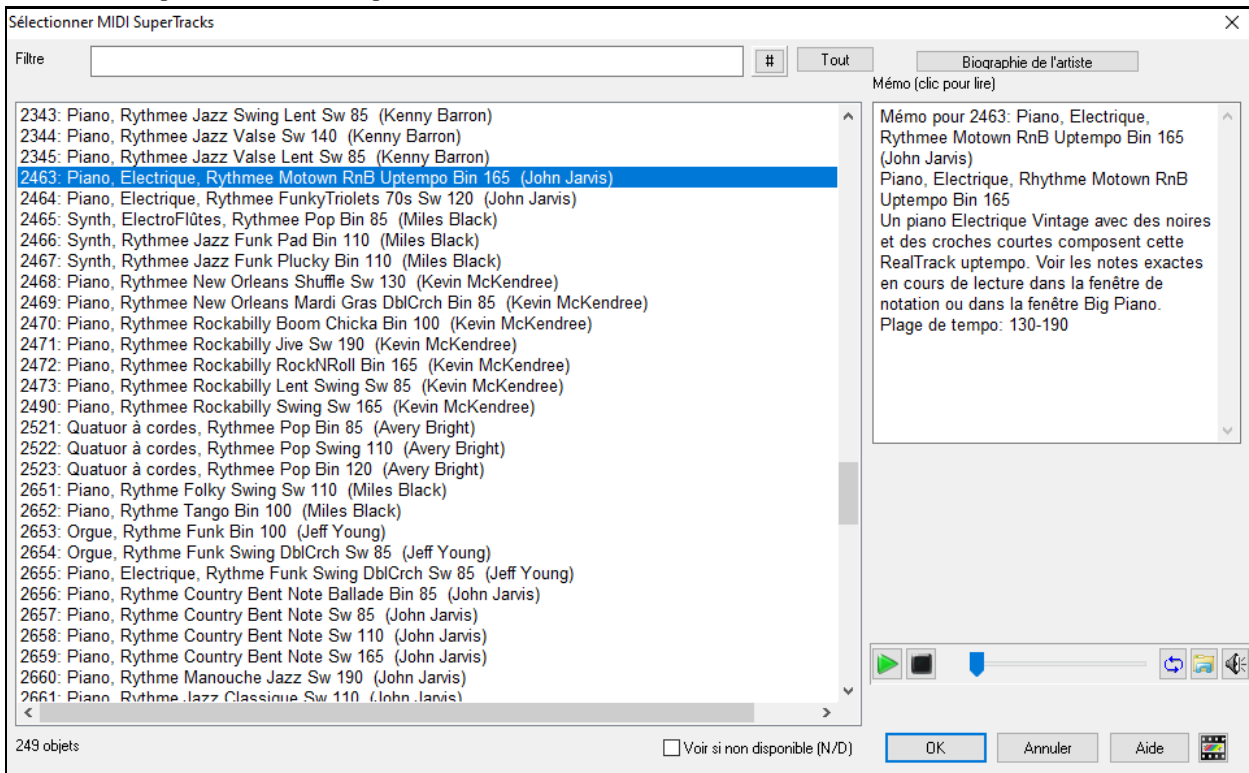 Sélectionner MIDI SuperTracks
Filtre
#
Tout
Biographie de l'artiste
Mémo (clic pour lire)
2343: Piano, Rythmee Jazz Swing Lent Sw 85 (Kenny Barron)
2344: Piano, Rythmee Jazz Valse Sw 140 (Kenny Barron)
2345: Piano, Rythmee Jazz Valse Lent Sw 85 (Kenny Barron)
2463: Piano, Electrique, Rythmee Motown RnB Uptempo Bin 165 (John Jarvis)
2464: Piano, Electrique, Rythmee FunkyTriolets 70s Sw 120 (John Jarvis)
2465: Synth, ElectroFlûtes, Rythmee Pop Bin 85 (Miles Black)
2466: Synth, Rythmee Jazz Funk Pad Bin 110 (Miles Black)
2467: Synth, Rythmee Jazz Funk Plucky Bin 110 (Miles Black)
2468: Piano, Rythmee New Orleans Shuffle Sw 130 (Kevin McKendree)
2469: Piano, Rythmee New Orleans Mardi Gras DblCrch Bin 85 (Kevin McKendree)
2470: Piano, Rythmee Rockabilly Boom Chicka Bin 100 (Kevin McKendree)
2471: Piano, Rythmee Rockabilly Jive Sw 190 (Kevin McKendree)
2472: Piano, Rythmee Rockabilly RockNRoll Bin 165 (Kevin McKendree)
2473: Piano, Rythmee Rockabilly Lent Swing Sw 85 (Kevin McKendree)
2490: Piano, Rythmee Rockabilly Swing Sw 165 (Kevin McKendree)
2521: Quatuor à cordes, Rythmee Pop Bin 85 (Avery Bright)
2522: Quatuor à cordes, Rythmee Pop Swing 110 (Avery Bright)
2523: Quatuor à cordes, Rythmee Pop Bin 120 (Avery Bright)
2651: Piano, Rythme Folky Swing Sw 110 (Miles Black)
2652: Piano, Rythme Tango Bin 100 (Miles Black)
2653: Orgue, Rythme Funk Bin 100 (Jeff Young)
2654: Orgue, Rythme Funk Swing DblCrch Sw 85 (Jeff Young)
2655: Piano, Electrique, Rythme Funk Swing DblCrch Sw 85 (Jeff Young)
2656: Piano, Rythme Country Bent Note Ballade Bin 85 (John Jarvis)
2657: Piano, Rythme Country Bent Note Sw 85 (John Jarvis)
2658: Piano, Rythme Country Bent Note Sw 110 (John Jarvis)
2659: Piano, Rythme Country Bent Note Sw 165 (John Jarvis)
2660: Piano, Rythme Manouche Jazz Sw 190 (John Jarvis)
2661: Piano, Rythme Jazz Classique Sw 110 (John Jarvis)
Mémo pour 2463: Piano, Electrique,
Rythmee Motown RnB Uptempo Bin 165
(John Jarvis)
Piano, Electrique, Rhythme Motown RnB
Uptempo Bin 165
Un piano Electrique Vintage avec des noires
et des croches courtes composent cette
RealTrack uptempo. Voir les notes exactes
en cours de lecture dans la fenêtre de
notation ou dans la fenêtre Big Piano.
Plage de tempo: 130-190
249 objets
Voir si non disponible (N/D)
OK
Annuler
Aide